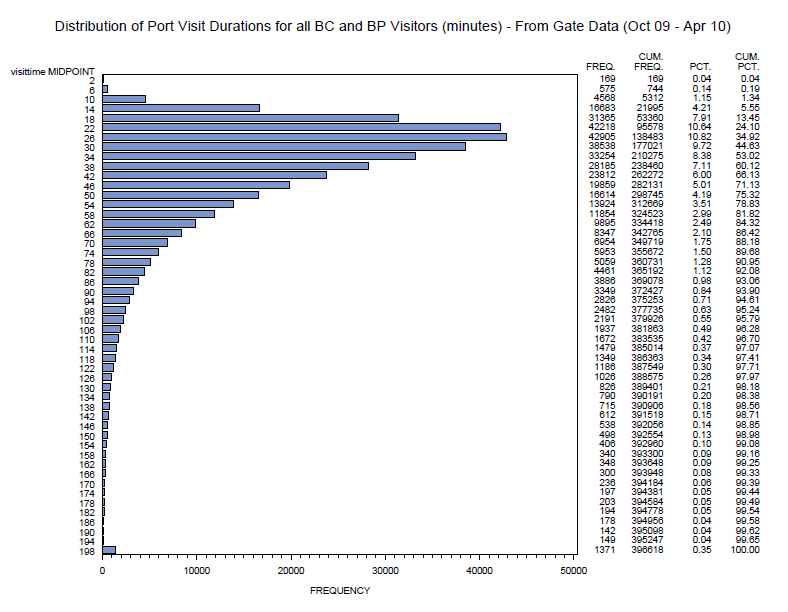 Distribution of Port Visit Durations for all BC and BP Visitors (minutes) - From Gate Data (Oct 09 - Apr 10)
CUM. CUM.
visittime MIDPOINT FREQ. FREQ. PCT. PCT.
2 169 169 0.04 0.04
6 575 744 0.14 0.19
10 4568 5312 1.15 1.34
14 16683 21995 4.21 5.55
18 31365 53360 7.91 13.45
22 42218 95578 10.64 24.10
26 42905 138483 10.82 34.92
30 38538 177021 9.72 44.63
34 33254 210275 8.38 53.02
38 28185 238460 7.11 60.12
42 23812 262272 6.00 66.13
46 19859 282131 5.01 71.13
50 16614 298745 4.19 75.32
54 13924 312669 3.51 78.83
58 11854 324523 2.99 81.82
62 9895 334418 2.49 84.32
66 8347 342765 2.10 86.42
70 6954 349719 1.75 88.18
74 5953 355672 1.50 89.68
78 5059 360731 1.28 90.95
82 4461 365192 1.12 92.08
86 3886 369078 0.98 93.06
90 3349 372427 0.84 93.90
94 2826 375253 0.71 94.61
98 2482 377735 0.63 95.24
102 2191 379926 0.55 95.79
106 1937 381863 0.49 96.28
110 1672 383535 0.42 96.70
114 1479 385014 0.37 97.07
118 1349 386363 0.34 97.41
122 1186 387549 0.30 97.71
126 1026 388575 0.26 97.97
130 826 389401 0.21 98.18
134 790 390191 0.20 98.38
138 715 390906 0.18 98.56
142 612 391518 0.15 98.71
146 538 392056 0.14 98.85
150 498 392554 0.13 98.98
154 406 392960 0.10 99.08
158 340 393300 0.09 99.16
162 348 393648 0.09 99.25
166 300 393948 0.08 99.33
170 236 394184 0.06 99.39
174 197 394381 0.05 99.44
178 203 394584 0.05 99.49
182 194 394778 0.05 99.54
186 178 394956 0.04 99.58
190 142 395098 0.04 99.62
194 149 395247 0.04 99.65
198 1371 396618 0.35 100.00
0 10000 20000 30000 40000 50000
FREQUENCY